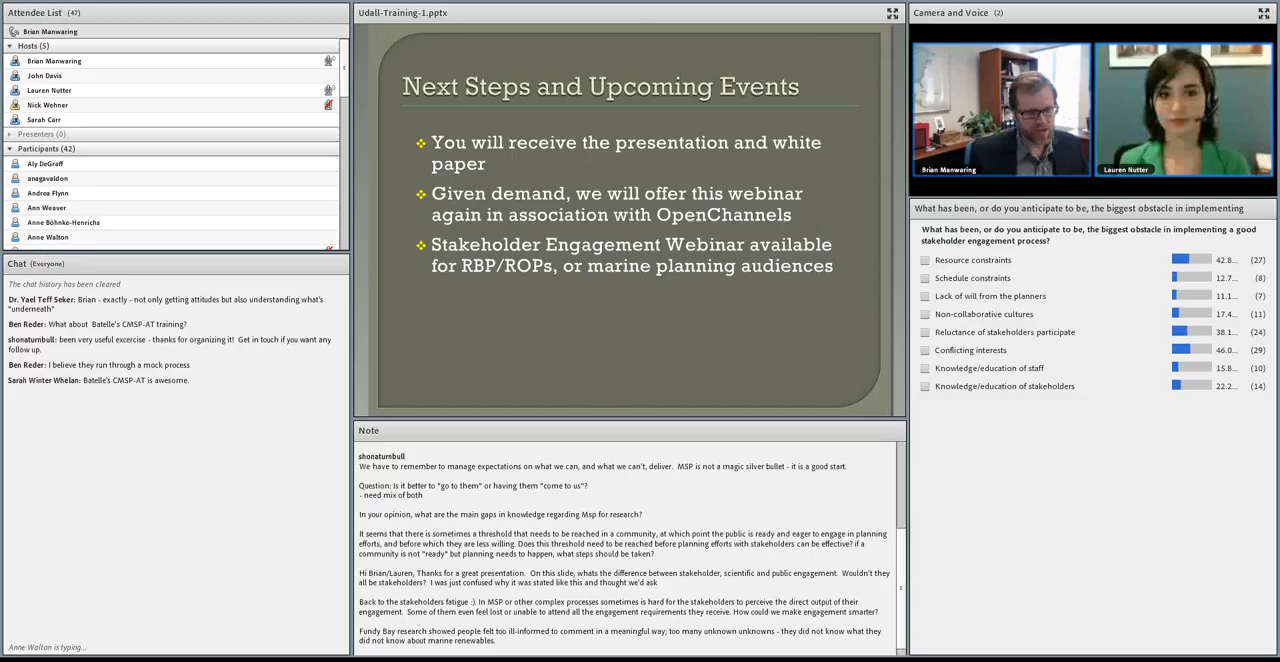 Attendee List (47)
Brian Manwaring
Hosts (5)
Brian Manwaring
John Davis
Lauren Nutter
Nick Wehner
Sarah Carr
Presenters (0)
Participants (42)
Aly DeGraff
anagavaldon
Andrea Flynn
Ann Weaver
Anne Böhnke-Henrichs
Anne Walton
Chat (Everyone)
The chat history has been cleared
Dr. Yael Teff Seker: Brian - exactly - not only getting attitudes but also understanding what's
"underneath"
Ben Reder: What about Batelle's CMSP-AT training?
shonaturnbull: been very useful excercise - thanks for organizing it! Get in touch if you want any
follow up.
Ben Reder: I believe they run through a mock process
Sarah Winter Whelan: Batelle's CMSP-AT is awesome.
Anne Walton is typing...
Udall-Training-1.pptx
Next Steps and Upcoming Events
You will receive the presentation and white
paper
Given demand, we will offer this webinar
again in association with OpenChannels
Stakeholder Engagement Webinar available
for RBP/ROPs, or marine planning audiences
Note
shonaturnbull
We have to remember to manage expectations on what we can, and what we can't, deliver. MSP is not a magic silver bullet - it is a good start.
Question: Is it better to "go to them" or having them "come to us"?
- need mix of both
In your opinion, what are the main gaps in knowledge regarding Msp for research?
It seems that there is sometimes a threshold that needs to be reached in a community, at which point the public is ready and eager to engage in planning
efforts, and before which they are less willing. Does this threshold need to be reached before planning efforts with stakeholders can be effective? if a
community is not "ready" but planning needs to happen, what steps should be taken?
Hi Brian/Lauren, Thanks for a great presentation. On this slide, whats the difference between stakeholder, scientific and public engagement. Wouldn't they
all be stakeholders? I was just confused why it was stated like this and thought we'd ask
Back to the stakeholders fatigue :). In MSP or other complex processes sometimes is hard for the stakeholders to perceive the direct output of their
engagement. Some of them even feel lost or unable to attend all the engagement requirements they receive. How could we make engagement smarter?
Fundy Bay research showed people felt too ill-informed to comment in a meaningful way; too many unknown unknowns - they did not know what they
did not know about marine renewables.
Camera and Voice (2)
Brian Manwaring
Lauren Nutter
What has been, or do you anticipate to be, the biggest obstacle in implementing
What has been, or do you anticipate to be, the biggest obstacle in implementing a good
stakeholder engagement process?
Resource constraints 42.8... (27)
Schedule constraints 12.7... (8)
Lack of will from the planners 11.1... (7)
Non-collaborative cultures 17.4... (11)
Reluctance of stakeholders participate 38.1... (24)
Conflicting interests 46.0... (29)
Knowledge/education of staff 15.8... (10)
Knowledge/education of stakeholders 22.2... (14)